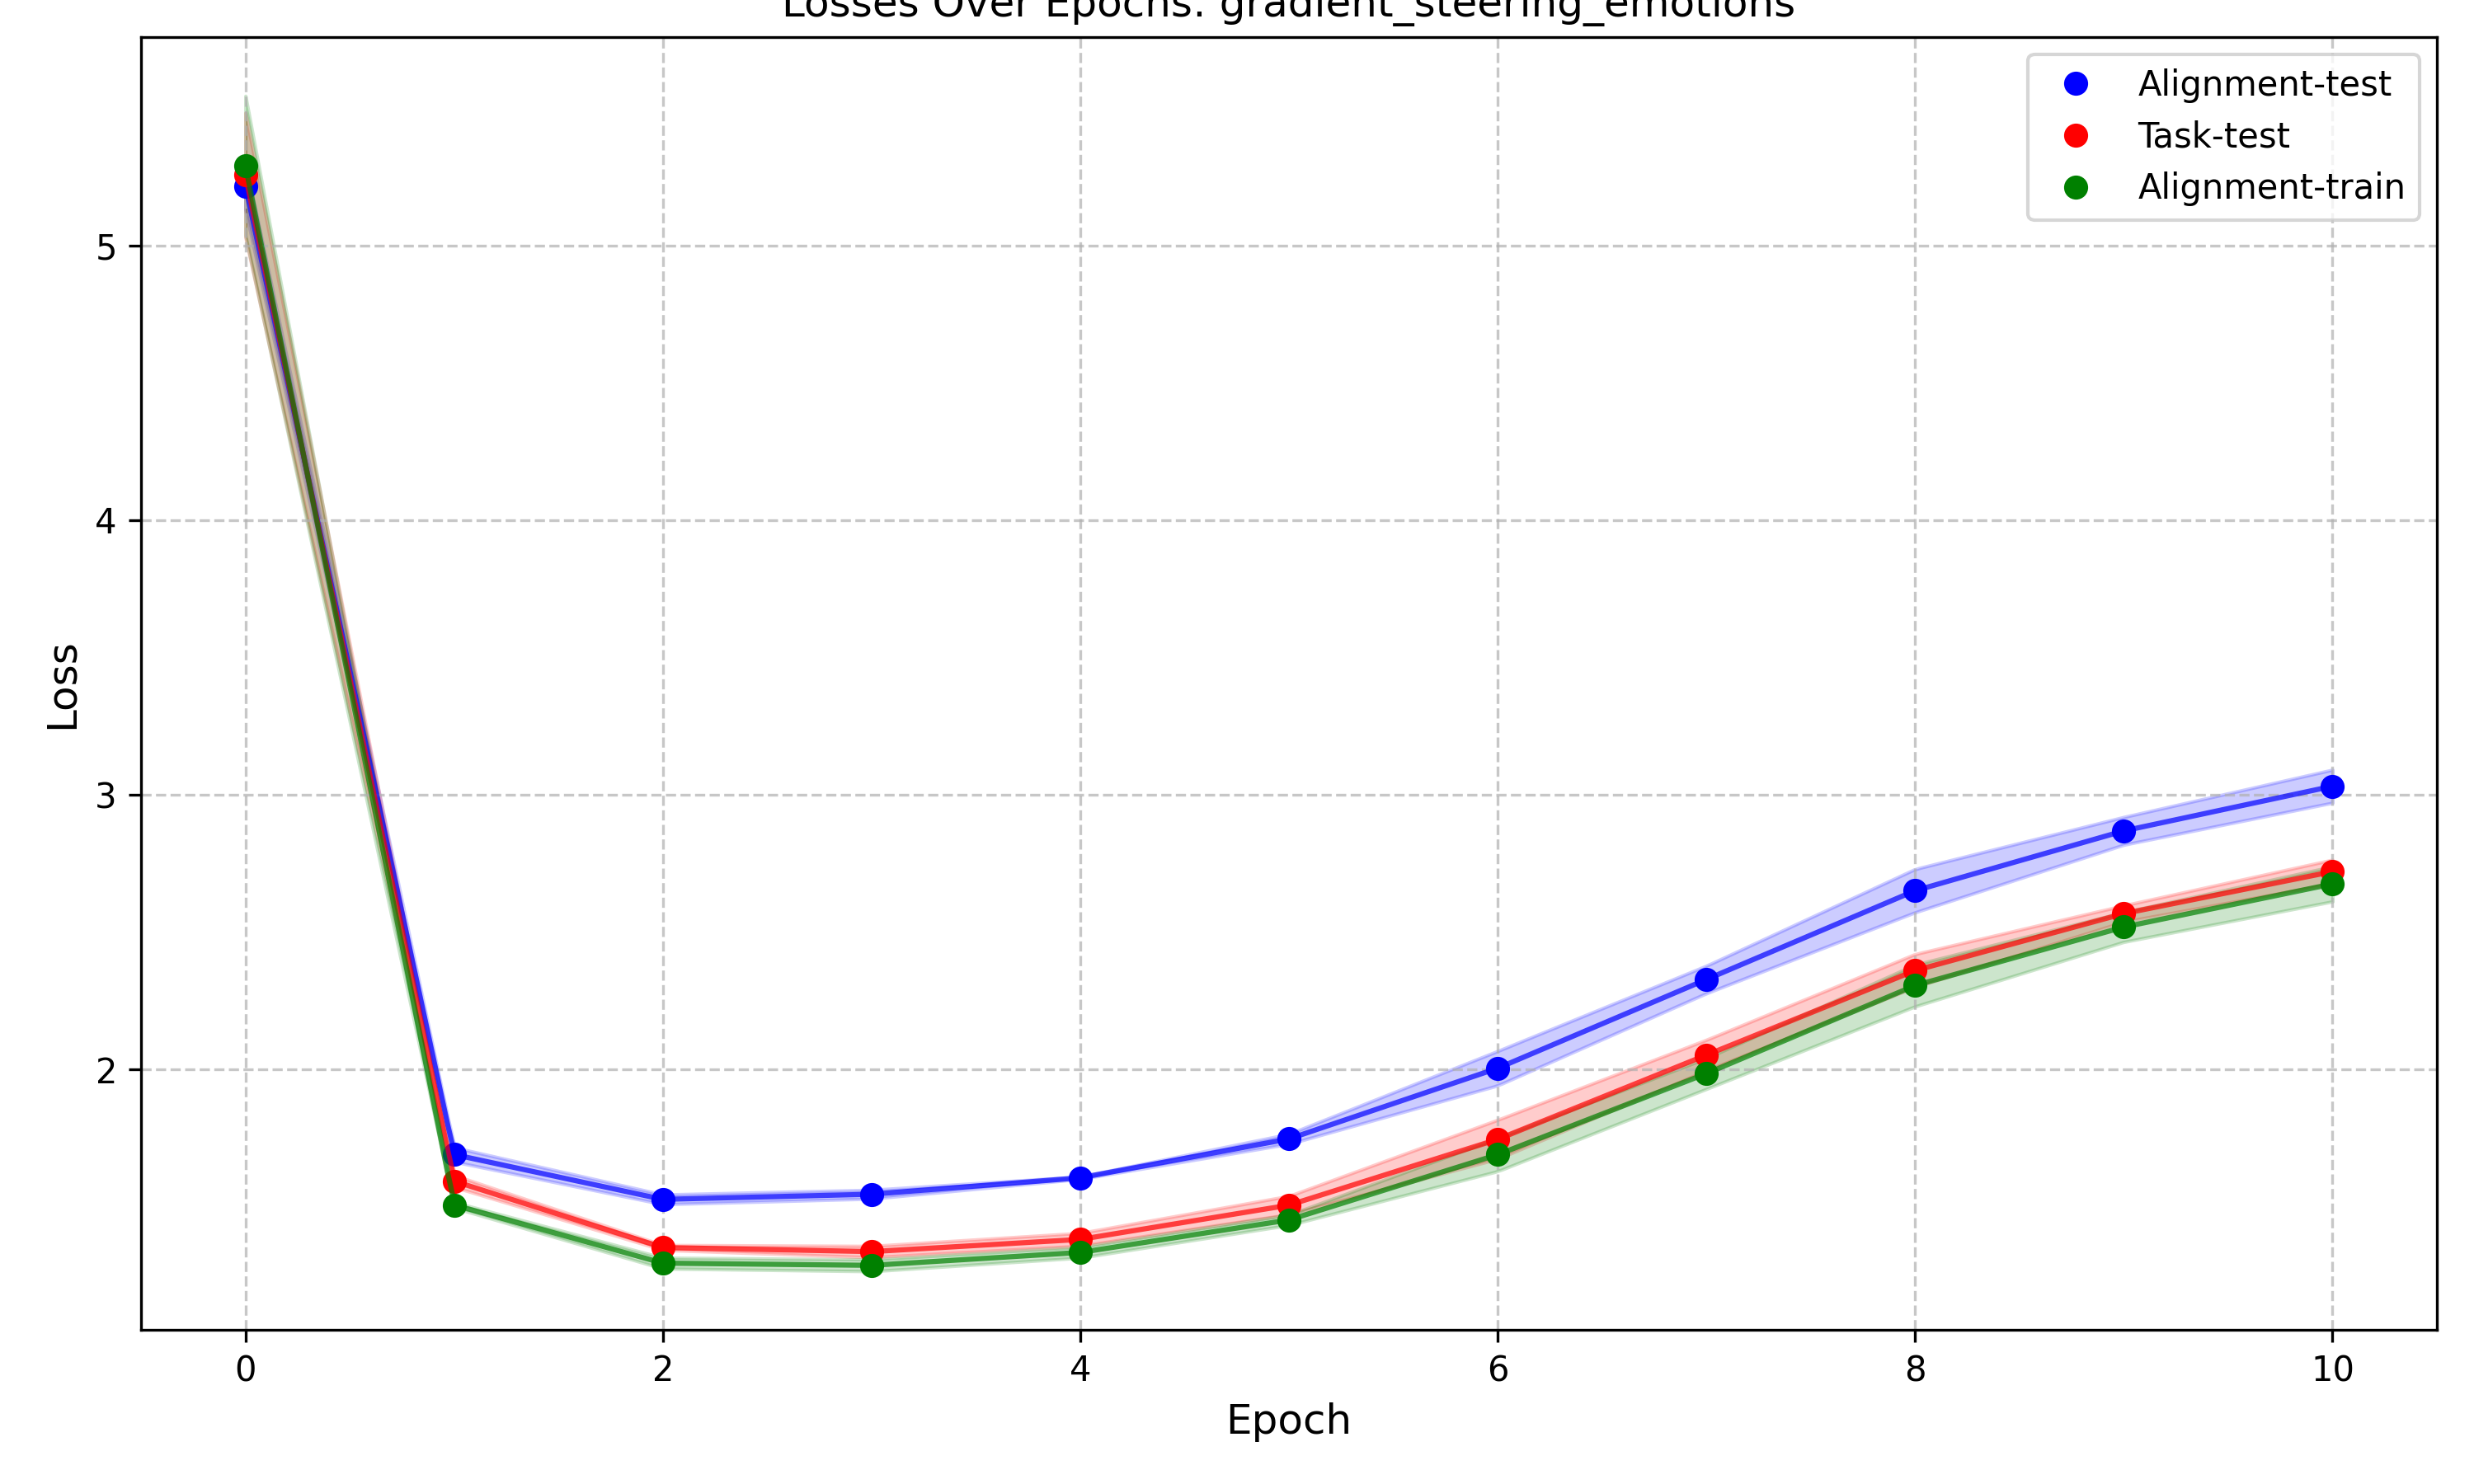 Losses Over Epochs: gradient_steering_emotions
Alignment-test
Task-test
Alignment-train
5
4
3
2
Loss
0 2 4 6 8 10
Epoch